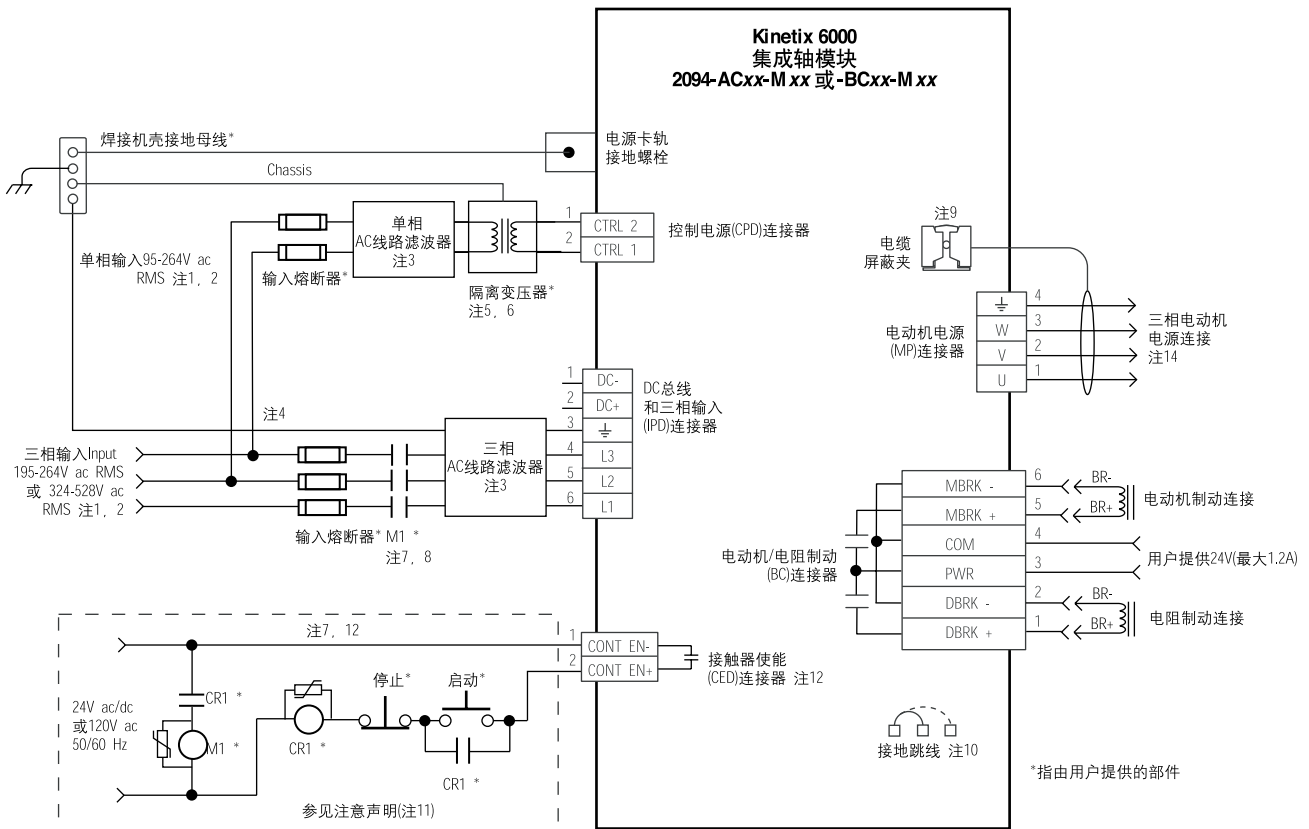 Kinetix 6000
集成轴模块
2094-ACxx-Mxx 或 -BCxx-Mxx
焊接机壳接地母线*
电源卡轨
接地螺栓
Chassis
单相
AC线路滤波器
注3
1
CTRL 2
2
CTRL 1
控制电源(CPD)连接器
单相输入95-264V ac
RMS 注1, 2
输入熔断器*
隔离变压器*
注5, 6
注9
电缆
屏蔽夹
电动机电源
(MP)连接器
4
W
3
V
2
U
1
三相电动机
电源连接
注14
1
DC-
2
DC+
3
4
L3
5
L2
6
L1
DC总线
和三相输入
(IPD)连接器
注4
三相输入Input
195-264V ac RMS
或 324-528V ac
RMS 注1, 2
三相
AC线路滤波器
注3
输入熔断器* M1 *
注7, 8
电动机/电阻制动
(BC)连接器
MBRK -
6
BR-
MBRK +
5
BR+
电动机制动连接
COM
4
PWR
3
用户提供24V(最大1.2A)
DBRK -
2
BR-
DBRK +
1
BR+
电阻制动连接
注7, 12
1
CONT EN-
2
CONT EN+
接触器使能
(CED)连接器 注12
24V ac/dc
或120V ac
50/60 Hz
CR1 *
M1 *
CR1 *
停止*
启动*
CR1 *
参见注意声明(注11)
接地跳线 注10
*指由用户提供的部件